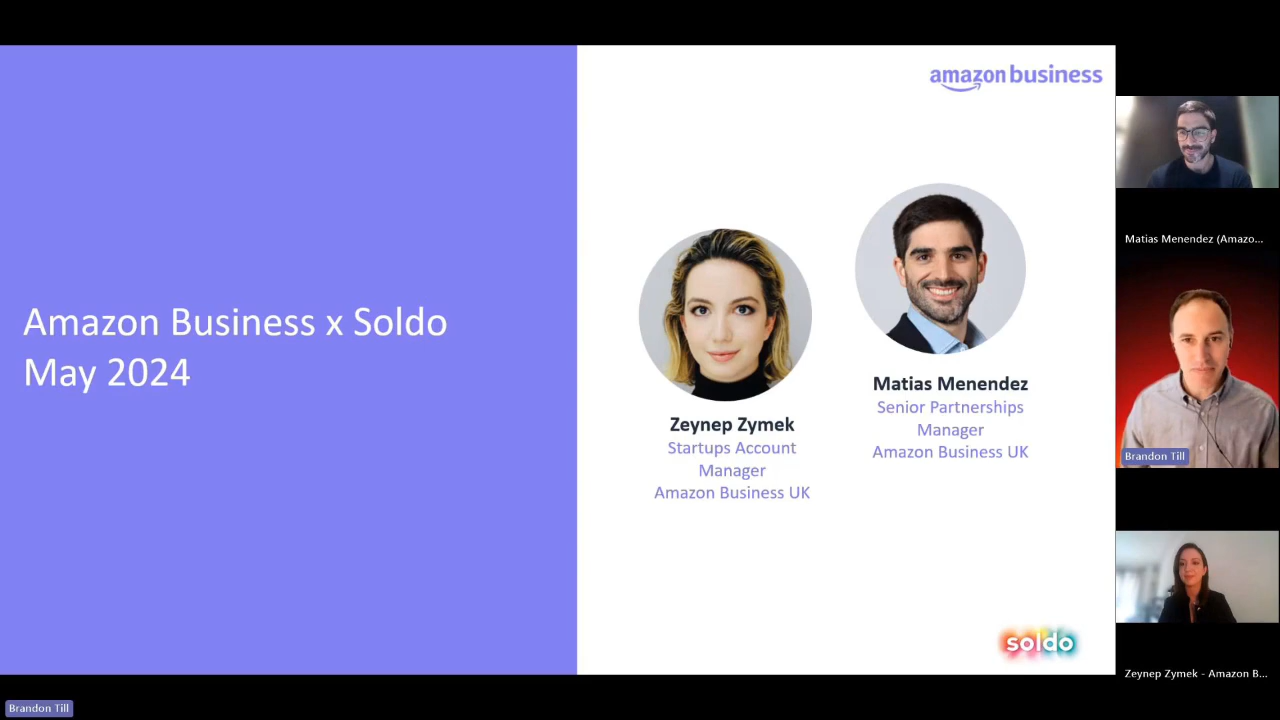 Amazon Business x Soldo
May 2024
amazon business
Zeynep Zymek
Startups Account
Manager
Amazon Business UK
Matias Menendez
Senior Partnerships
Manager
Amazon Business UK
soldo
Matias Menendez (Amazo...
Brandon Till
Zeynep Zymek - Amazon B...
Brandon Till